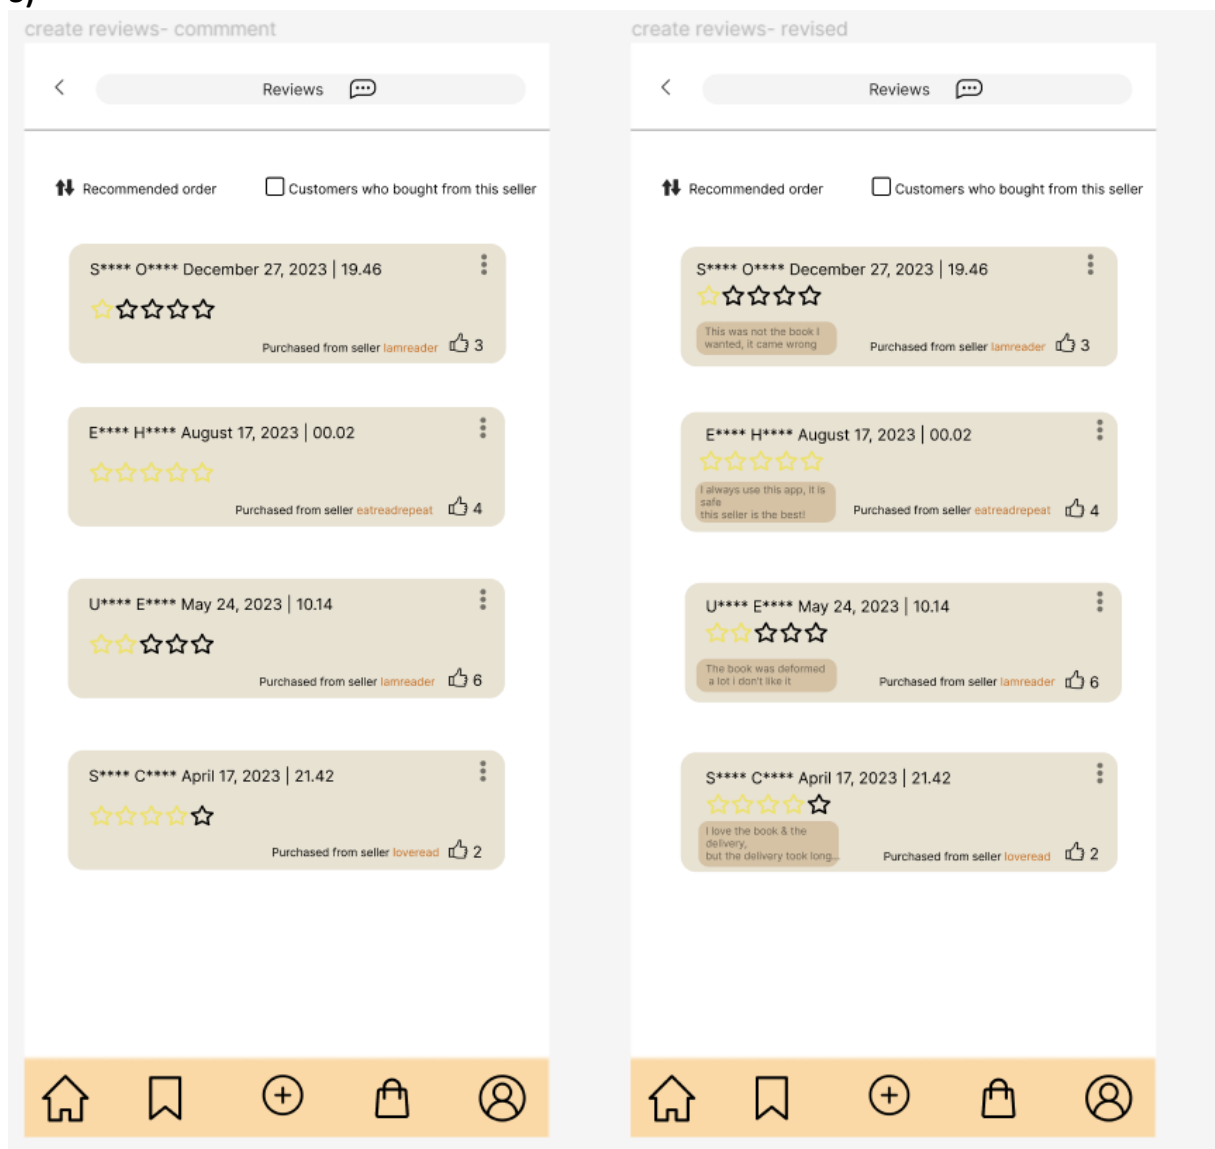 create reviews- commment
Reviews
Recommended order
Customers who bought from this seller
S**** O**** December 27, 2023 | 19.46
Purchased from seller Iamreader 3
E**** H**** August 17, 2023 | 00.02
Purchased from seller eatreadrepeat 4
U**** E**** May 24, 2023 | 10.14
Purchased from seller Iamreader 6
S**** C**** April 17, 2023 | 21.42
Purchased from seller loveread 2
create reviews- revised
Reviews
Recommended order
Customers who bought from this seller
S**** O**** December 27, 2023 | 19.46
This was not the book I
wanted, it came wrong
Purchased from seller Iamreader 3
E**** H**** August 17, 2023 | 00.02
I always use this app, it is
safe
this seller is the best!
Purchased from seller eatreadrepeat 4
U**** E**** May 24, 2023 | 10.14
The book was deformed
a lot i don't like it
Purchased from seller Iamreader 6
S**** C**** April 17, 2023 | 21.42
I love the book & the
delivery,
but the delivery took long...
Purchased from seller loveread 2